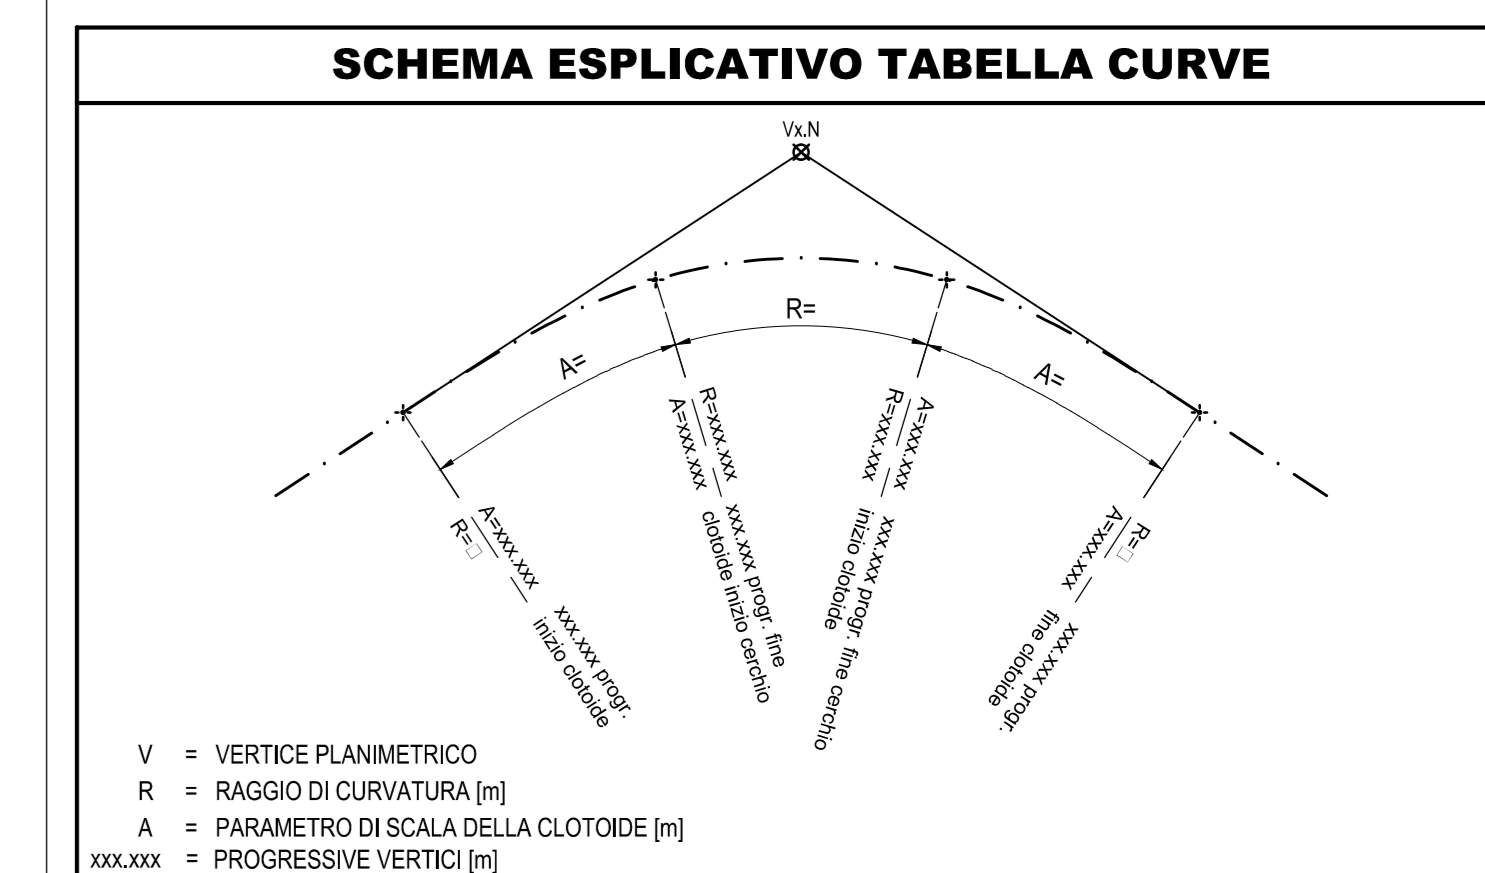 SCHEMA ESPLICATIVO TABELLA CURVE
Vx.N
R=
A=
A=
A=xxx.xxx
R=□
xxx.xxx progr.
inizio clotoide
R=xxx.xxx
A=xxx.xxx
xxx.xxx progr. fine
clotoide inizio cerchio
A=xxx.xxx
R=xxx.xxx
xxx.xxx progr. fine cerchio
inizio clotoide
R=□
A=xxx.xxx
xxx.xxx progr.
fine clotoide
V = VERTICE PLANIMETRICO
R = RAGGIO DI CURVATURA [m]
A = PARAMETRO DI SCALA DELLA CLOTOIDE [m]
xxx.xxx = PROGRESSIVE VERTICI [m]